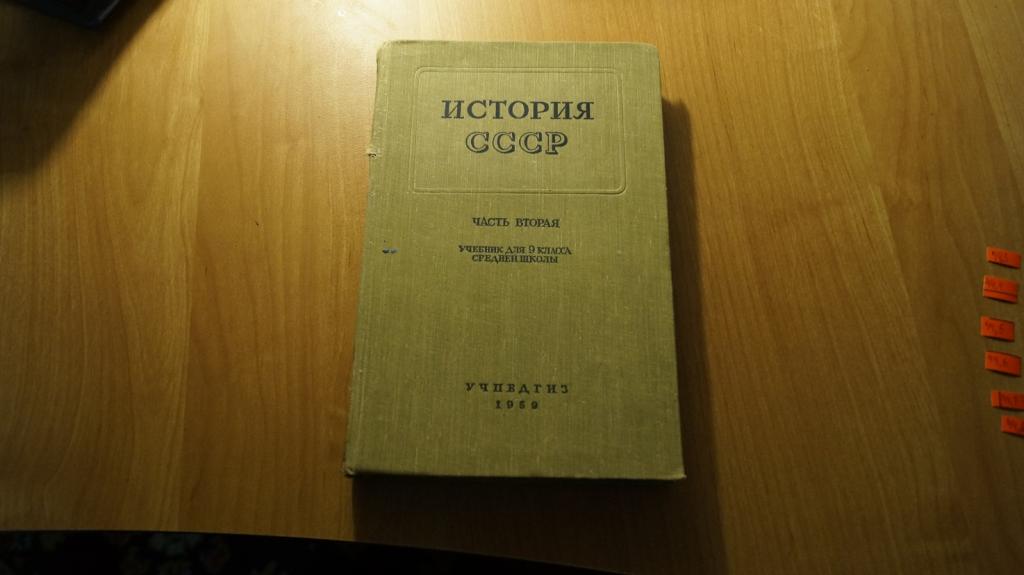 ИСТОРИЯ
СССР
ЧАСТЬ ВТОРАЯ
УЧЕБНИК ДЛЯ 9 КЛАССА
СРЕДНЕЙ ШКОЛЫ
УЧПЕДГИЗ
1959